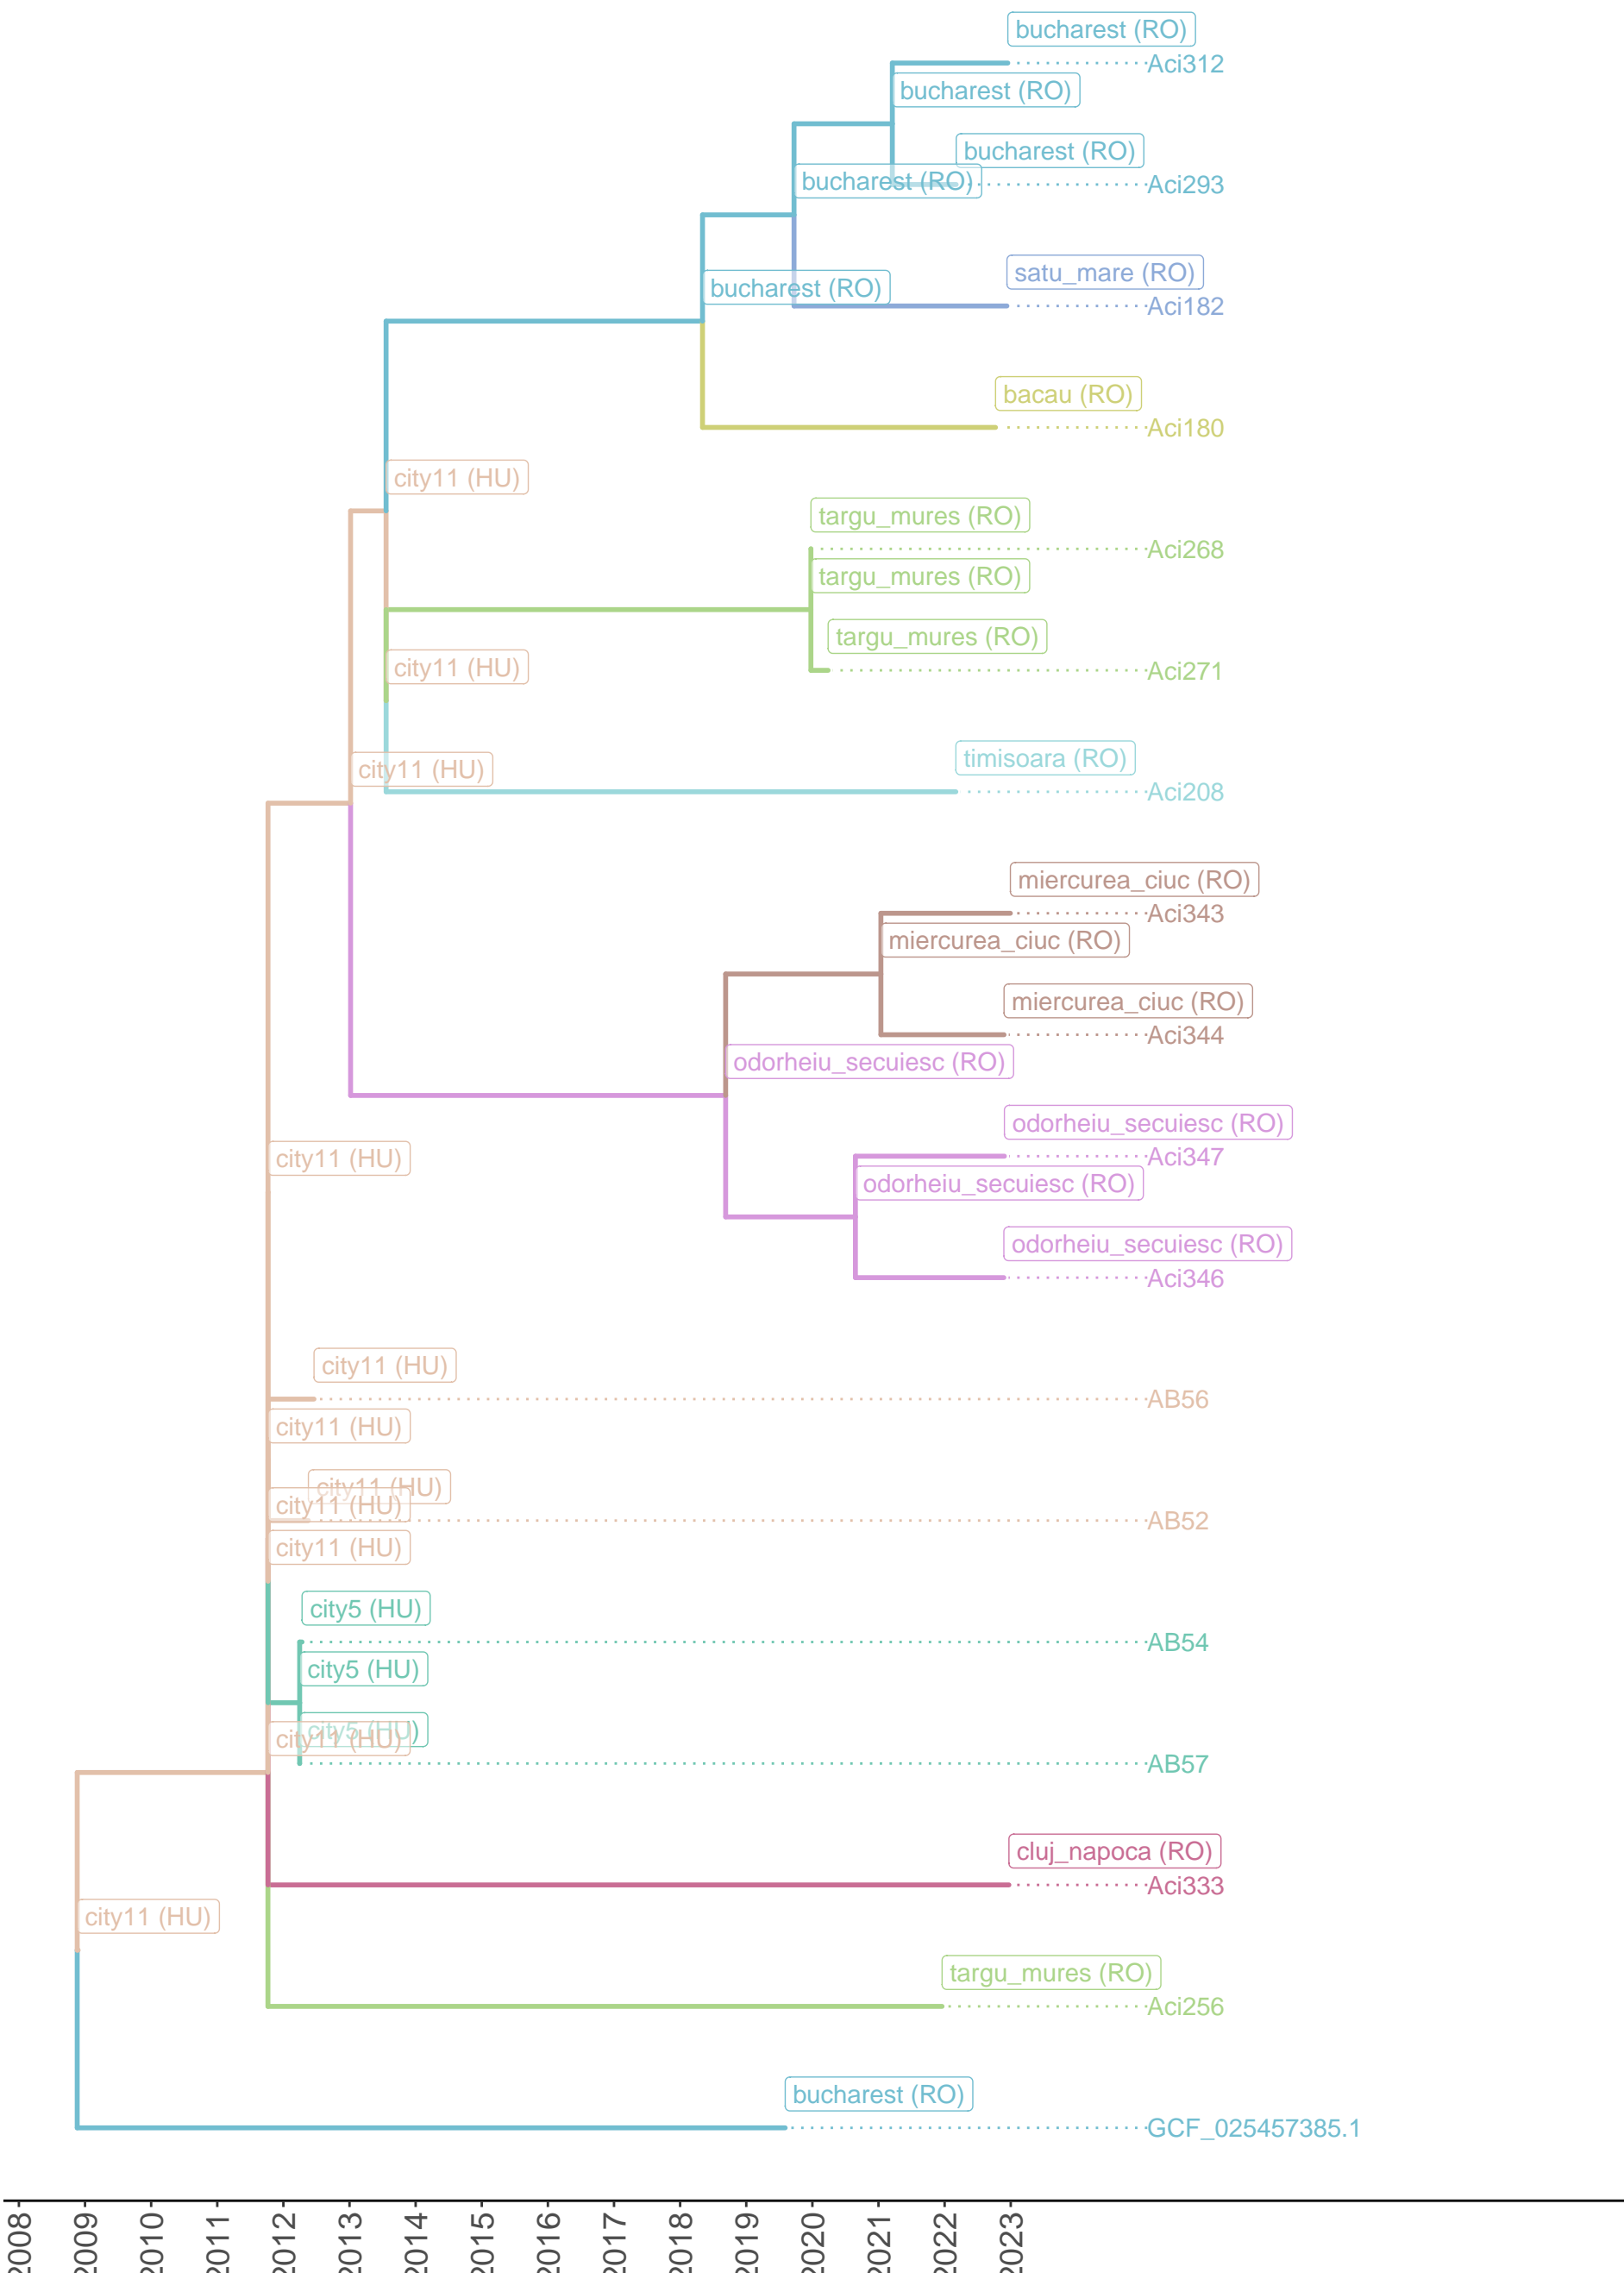 bucharest (RO)
Aci312
bucharest (RO)
bucharest (RO)
bucharest (RO)
Aci293
satu_mare (RO)
bucharest (RO)
Aci182
bacau (RO)
Aci180
city11 (HU)
targu_mures (RO)
Aci268
targu_mures (RO)
targu_mures (RO)
city11 (HU)
Aci271
timisoara (RO)
city11 (HU)
Aci208
miercurea_ciuc (RO)
Aci343
miercurea_ciuc (RO)
miercurea_ciuc (RO)
Aci344
odorheiu_secuiesc (RO)
odorheiu_secuiesc (RO)
city11 (HU)
Aci347
odorheiu_secuiesc (RO)
odorheiu_secuiesc (RO)
Aci346
city11 (HU)
AB56
city11 (HU)
city11 (HU)
city11 (HU)
AB52
city11 (HU)
city5 (HU)
AB54
city5 (HU)
city5 (HU)
city11 (HU)
AB57
cluj_napoca (RO)
Aci333
city11 (HU)
targu_mures (RO)
Aci256
bucharest (RO)
GCF_025457385.1
2008
2009
2010
2011
2012
2013
2014
2015
2016
2017
2018
2019
2020
2021
2022
2023